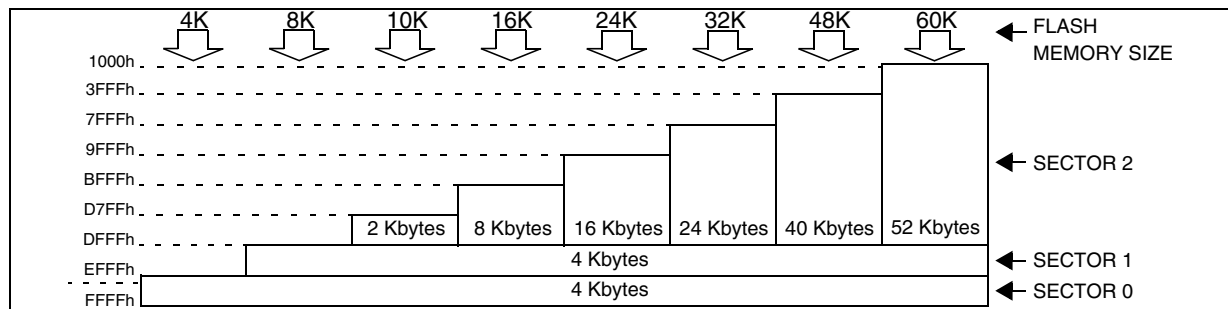 4K 8K 10K 16K 24K 32K 48K 60K
FLASH
MEMORY SIZE
1000h
3FFFh
7FFFh
9FFFh
SECTOR 2
BFFFh
D7FFh
2 Kbytes 8 Kbytes 16 Kbytes 24 Kbytes 40 Kbytes 52 Kbytes
DFFFh
4 Kbytes
SECTOR 1
EFFFh
4 Kbytes
SECTOR 0
FFFFh